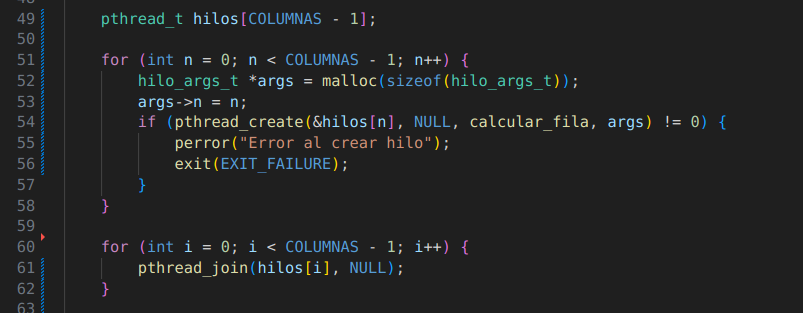 49 pthread_t hilos[COLUMNAS - 1];
50
51 for (int n = 0; n < COLUMNAS - 1; n++) {
52 hilo_args_t *args = malloc(sizeof(hilo_args_t));
53 args->n = n;
54 if (pthread_create(&hilos[n], NULL, calcular_fila, args) != 0) {
55 perror("Error al crear hilo");
56 exit(EXIT_FAILURE);
57 }
58 }
59
60 for (int i = 0; i < COLUMNAS - 1; i++) {
61 pthread_join(hilos[i], NULL);
62 }
63